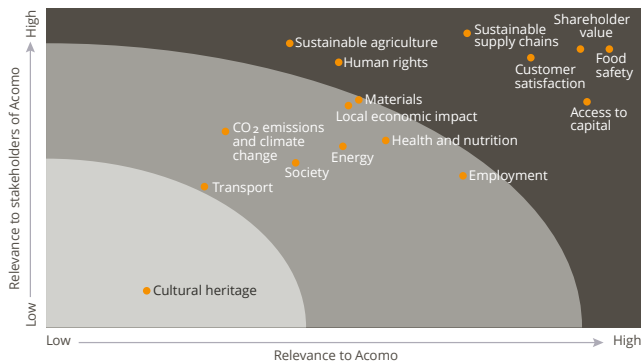 High
Relevance to stakeholders of Acomo
Low
Sustainable agriculture
Human rights
Sustainable
supply chains
Shareholder
value
Food
safety
Customer
satisfaction
Access to
capital
Materials
Local economic impact
CO₂ emissions
and climate
change
Health and nutrition
Energy
Society
Employment
Transport
Cultural heritage
Low
High
Relevance to Acomo